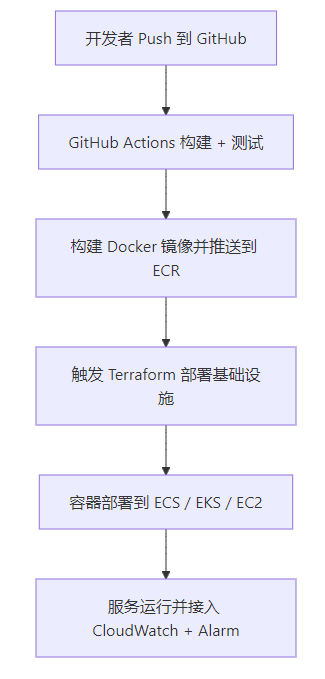 开发者 Push 到 GitHub
GitHub Actions 构建 + 测试
构建 Docker 镜像并推送到
ECR
触发 Terraform 部署基础设
施
容器部署到 ECS / EKS / EC2
服务运行并接入
CloudWatch + Alarm